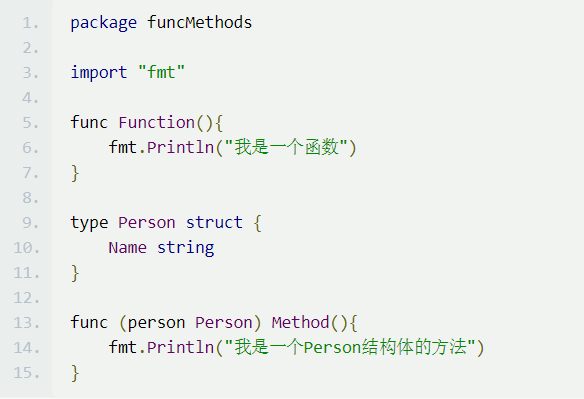 1. package funcMethods
2.
3. import "fmt"
4.
5. func Function(){
6.     fmt.Println("我是一个函数")
7. }
8.
9. type Person struct {
10.     Name string
11. }
12.
13. func (person Person) Method(){
14.     fmt.Println("我是一个Person结构体的方法")
15. }